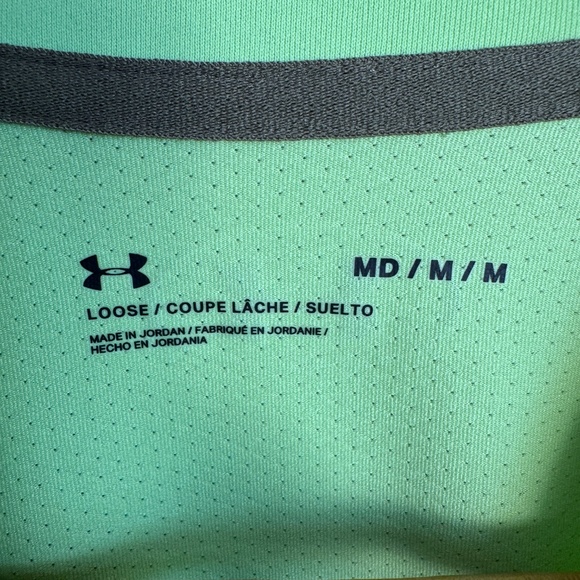 MD / M / M
LOOSE / COUPE LÂCHE / SUELTO
MADE IN JORDAN / FABRIQUÉ EN JORDANIE /
HECHO EN JORDANIA